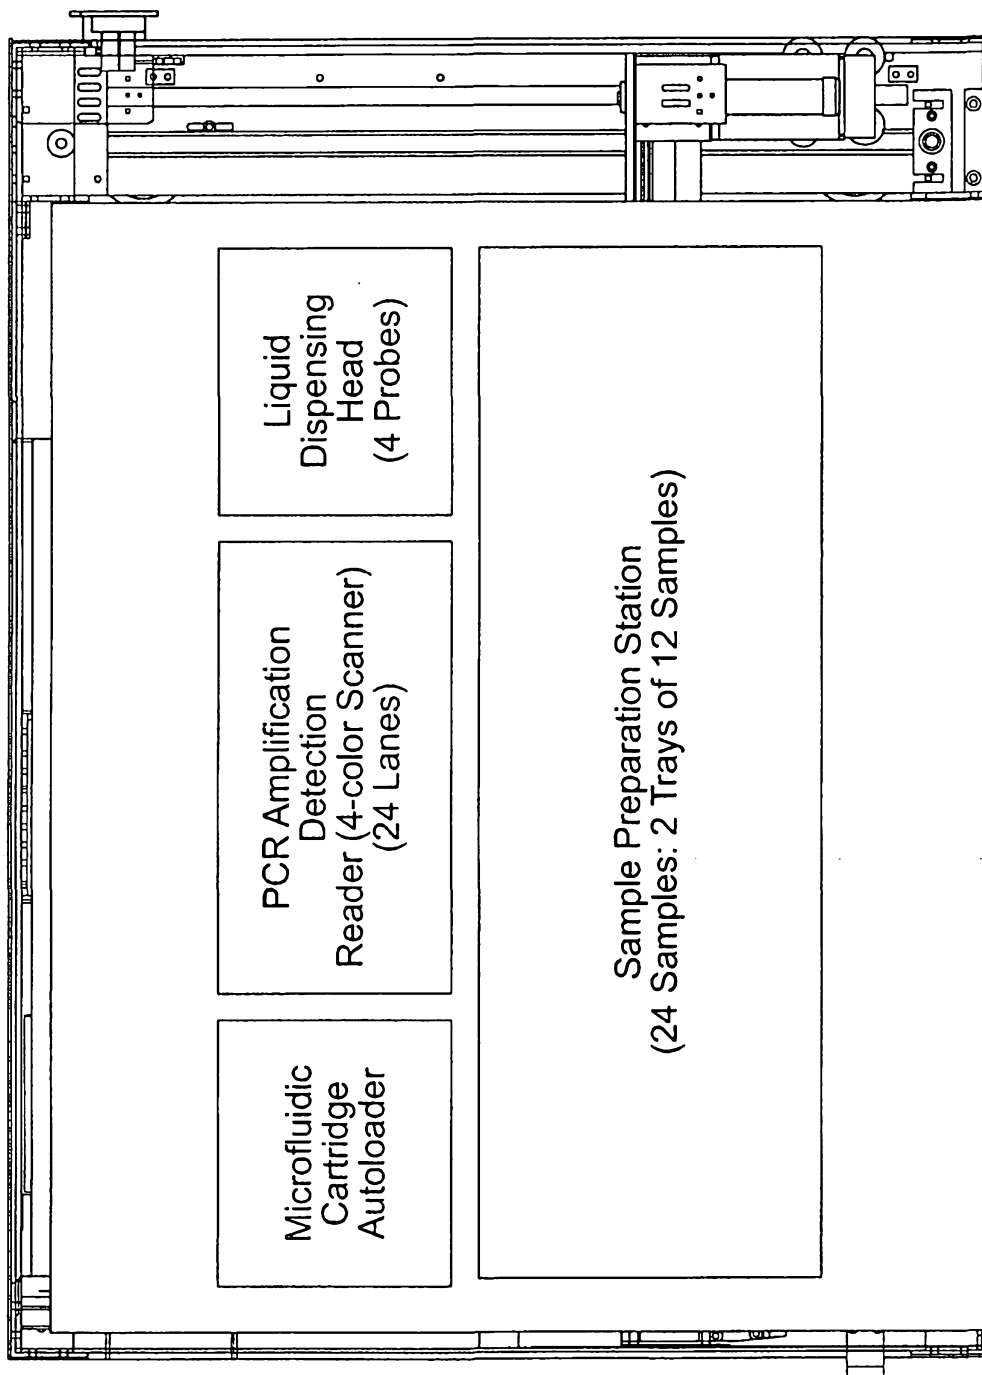 Microfluidic
Cartridge
Autoloader
PCR Amplification
Detection
Reader (4-color Scanner)
(24 Lanes)
Liquid
Dispensing
Head
(4 Probes)
Sample Preparation Station
(24 Samples: 2 Trays of 12 Samples)